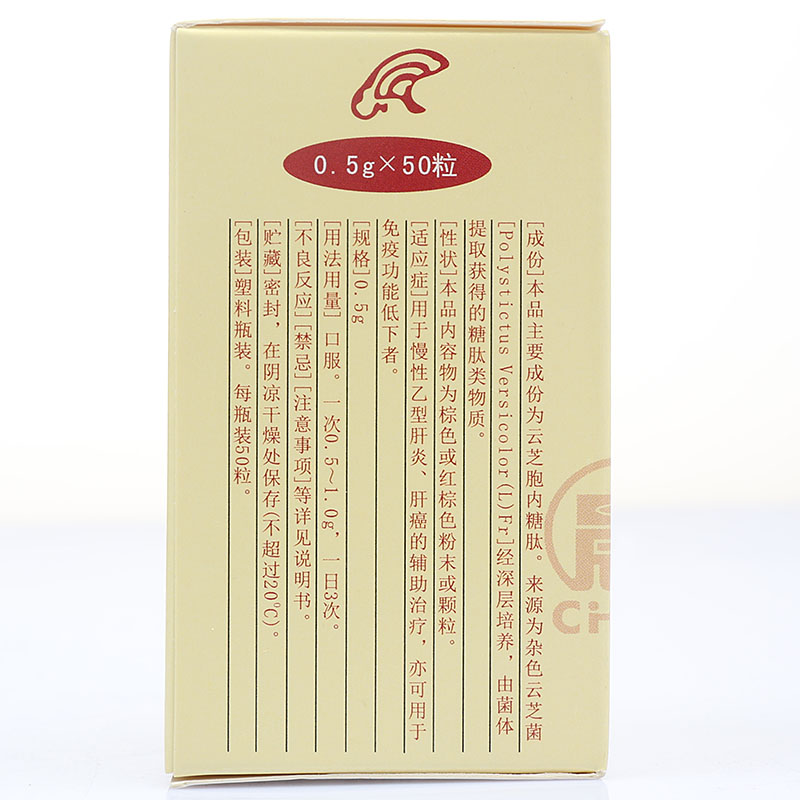 0.5g×50粒
[成份]本品主要成份为云芝胞内糖肽。来源为杂色云芝菌
[Polystictus Versicolor(L)Fr]经深层培养，由菌体
提取获得的糖肽类物质。
[性状]本品内容物为棕色或红棕色粉末或颗粒。
[适应症]用于慢性乙型肝炎、肝癌的辅助治疗，亦可用于
免疫功能低下者。
[规格]0.5g
[用法用量] 口服。一次0.5～1.0g，一日3次。
[不良反应][禁忌][注意事项]等详见说明书。
[贮藏]密封，在阴凉干燥处保存(不超过20℃)。
[包装]塑料瓶装。每瓶装50粒。